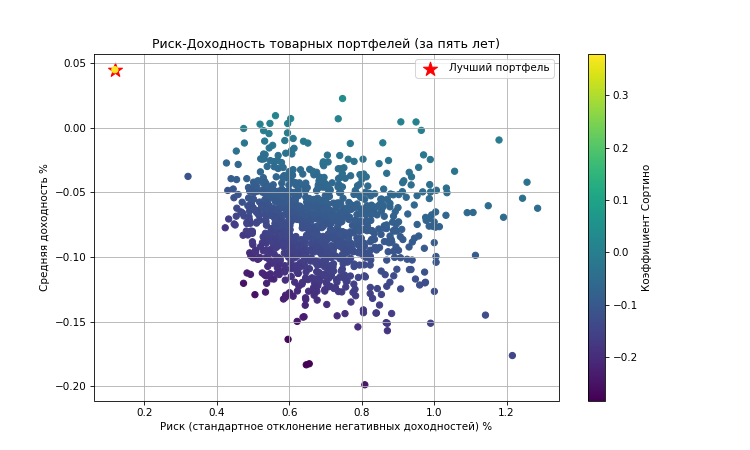 Риск-Доходность товарных портфелей (за пять лет)
Лучший портфель
Средняя доходность %
0.05
0.00
−0.05
−0.10
−0.15
−0.20
0.2 0.4 0.6 0.8 1.0 1.2
Риск (стандартное отклонение негативных доходностей) %
0.3
0.2
0.1
0.0
−0.1
−0.2
Коэффициент Сортино